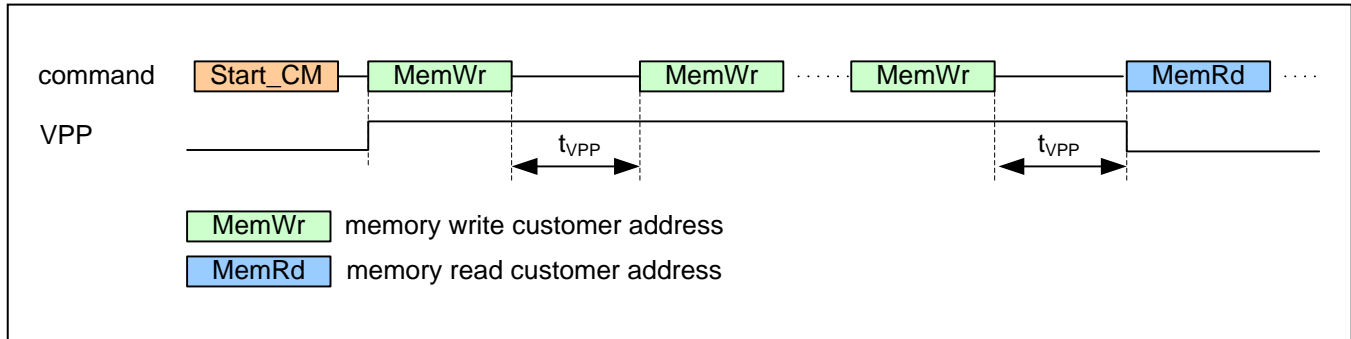 command Start_CM MemWr MemWr MemWr MemRd
VPP
tVPP tVPP
MemWr memory write customer address
MemRd memory read customer address